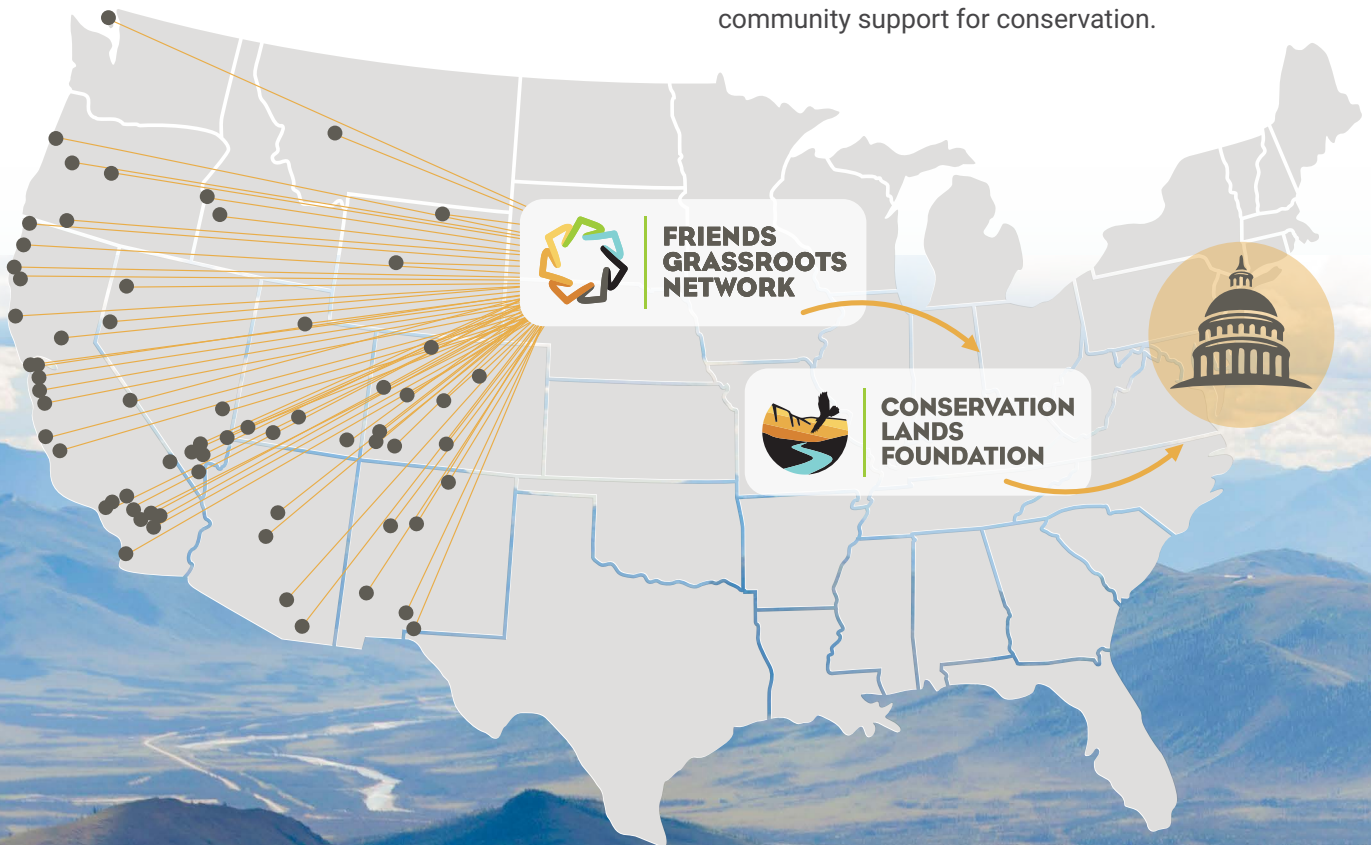 community support for conservation.
FRIENDS
GRASSROOTS
NETWORK
CONSERVATION
LANDS
FOUNDATION